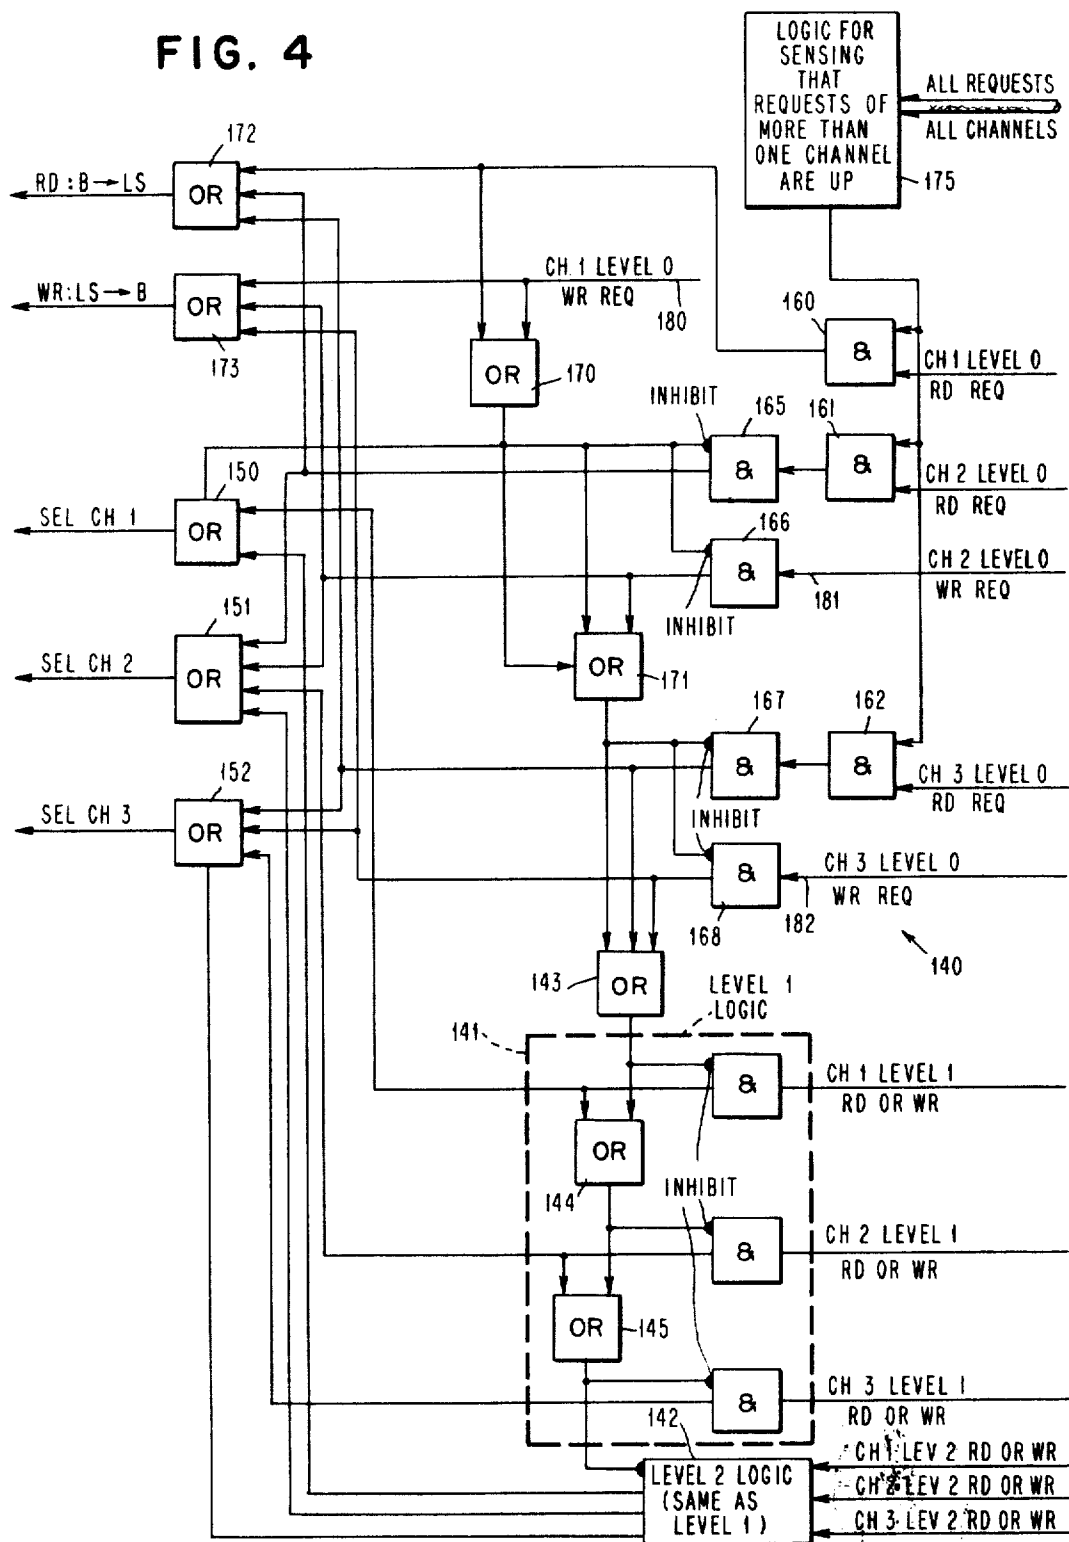 FIG. 4
LOGIC FOR
SENSING
THAT
REQUESTS OF
MORE THAN
ONE CHANNEL
ARE UP
ALL REQUESTS
ALL CHANNELS
175
172
RD : B→LS
OR
WR:LS→B
OR
173
CH 1 LEVEL 0
WR REQ
180
OR
170
160
&
CH 1 LEVEL 0
RD REQ
INHIBIT
165
&
161
&
CH 2 LEVEL 0
RD REQ
150
SEL CH 1
OR
166
&
CH 2 LEVEL 0
181
WR REQ
INHIBIT
151
SEL CH 2
OR
OR
171
167
&
162
&
CH 3 LEVEL 0
RD REQ
152
SEL CH 3
OR
INHIBIT
&
168
CH 3 LEVEL 0
182
WR REQ
140
143
OR
LEVEL 1
LOGIC
141
&
CH 1 LEVEL 1
RD OR WR
OR
144
INHIBIT
&
CH 2 LEVEL 1
RD OR WR
OR
145
&
CH 3 LEVEL 1
RD OR WR
142
LEVEL 2 LOGIC
(SAME AS
LEVEL 1)
CH 1 LEV 2 RD OR WR
CH 2 LEV 2 RD OR WR
CH 3 LEV 2 RD OR WR